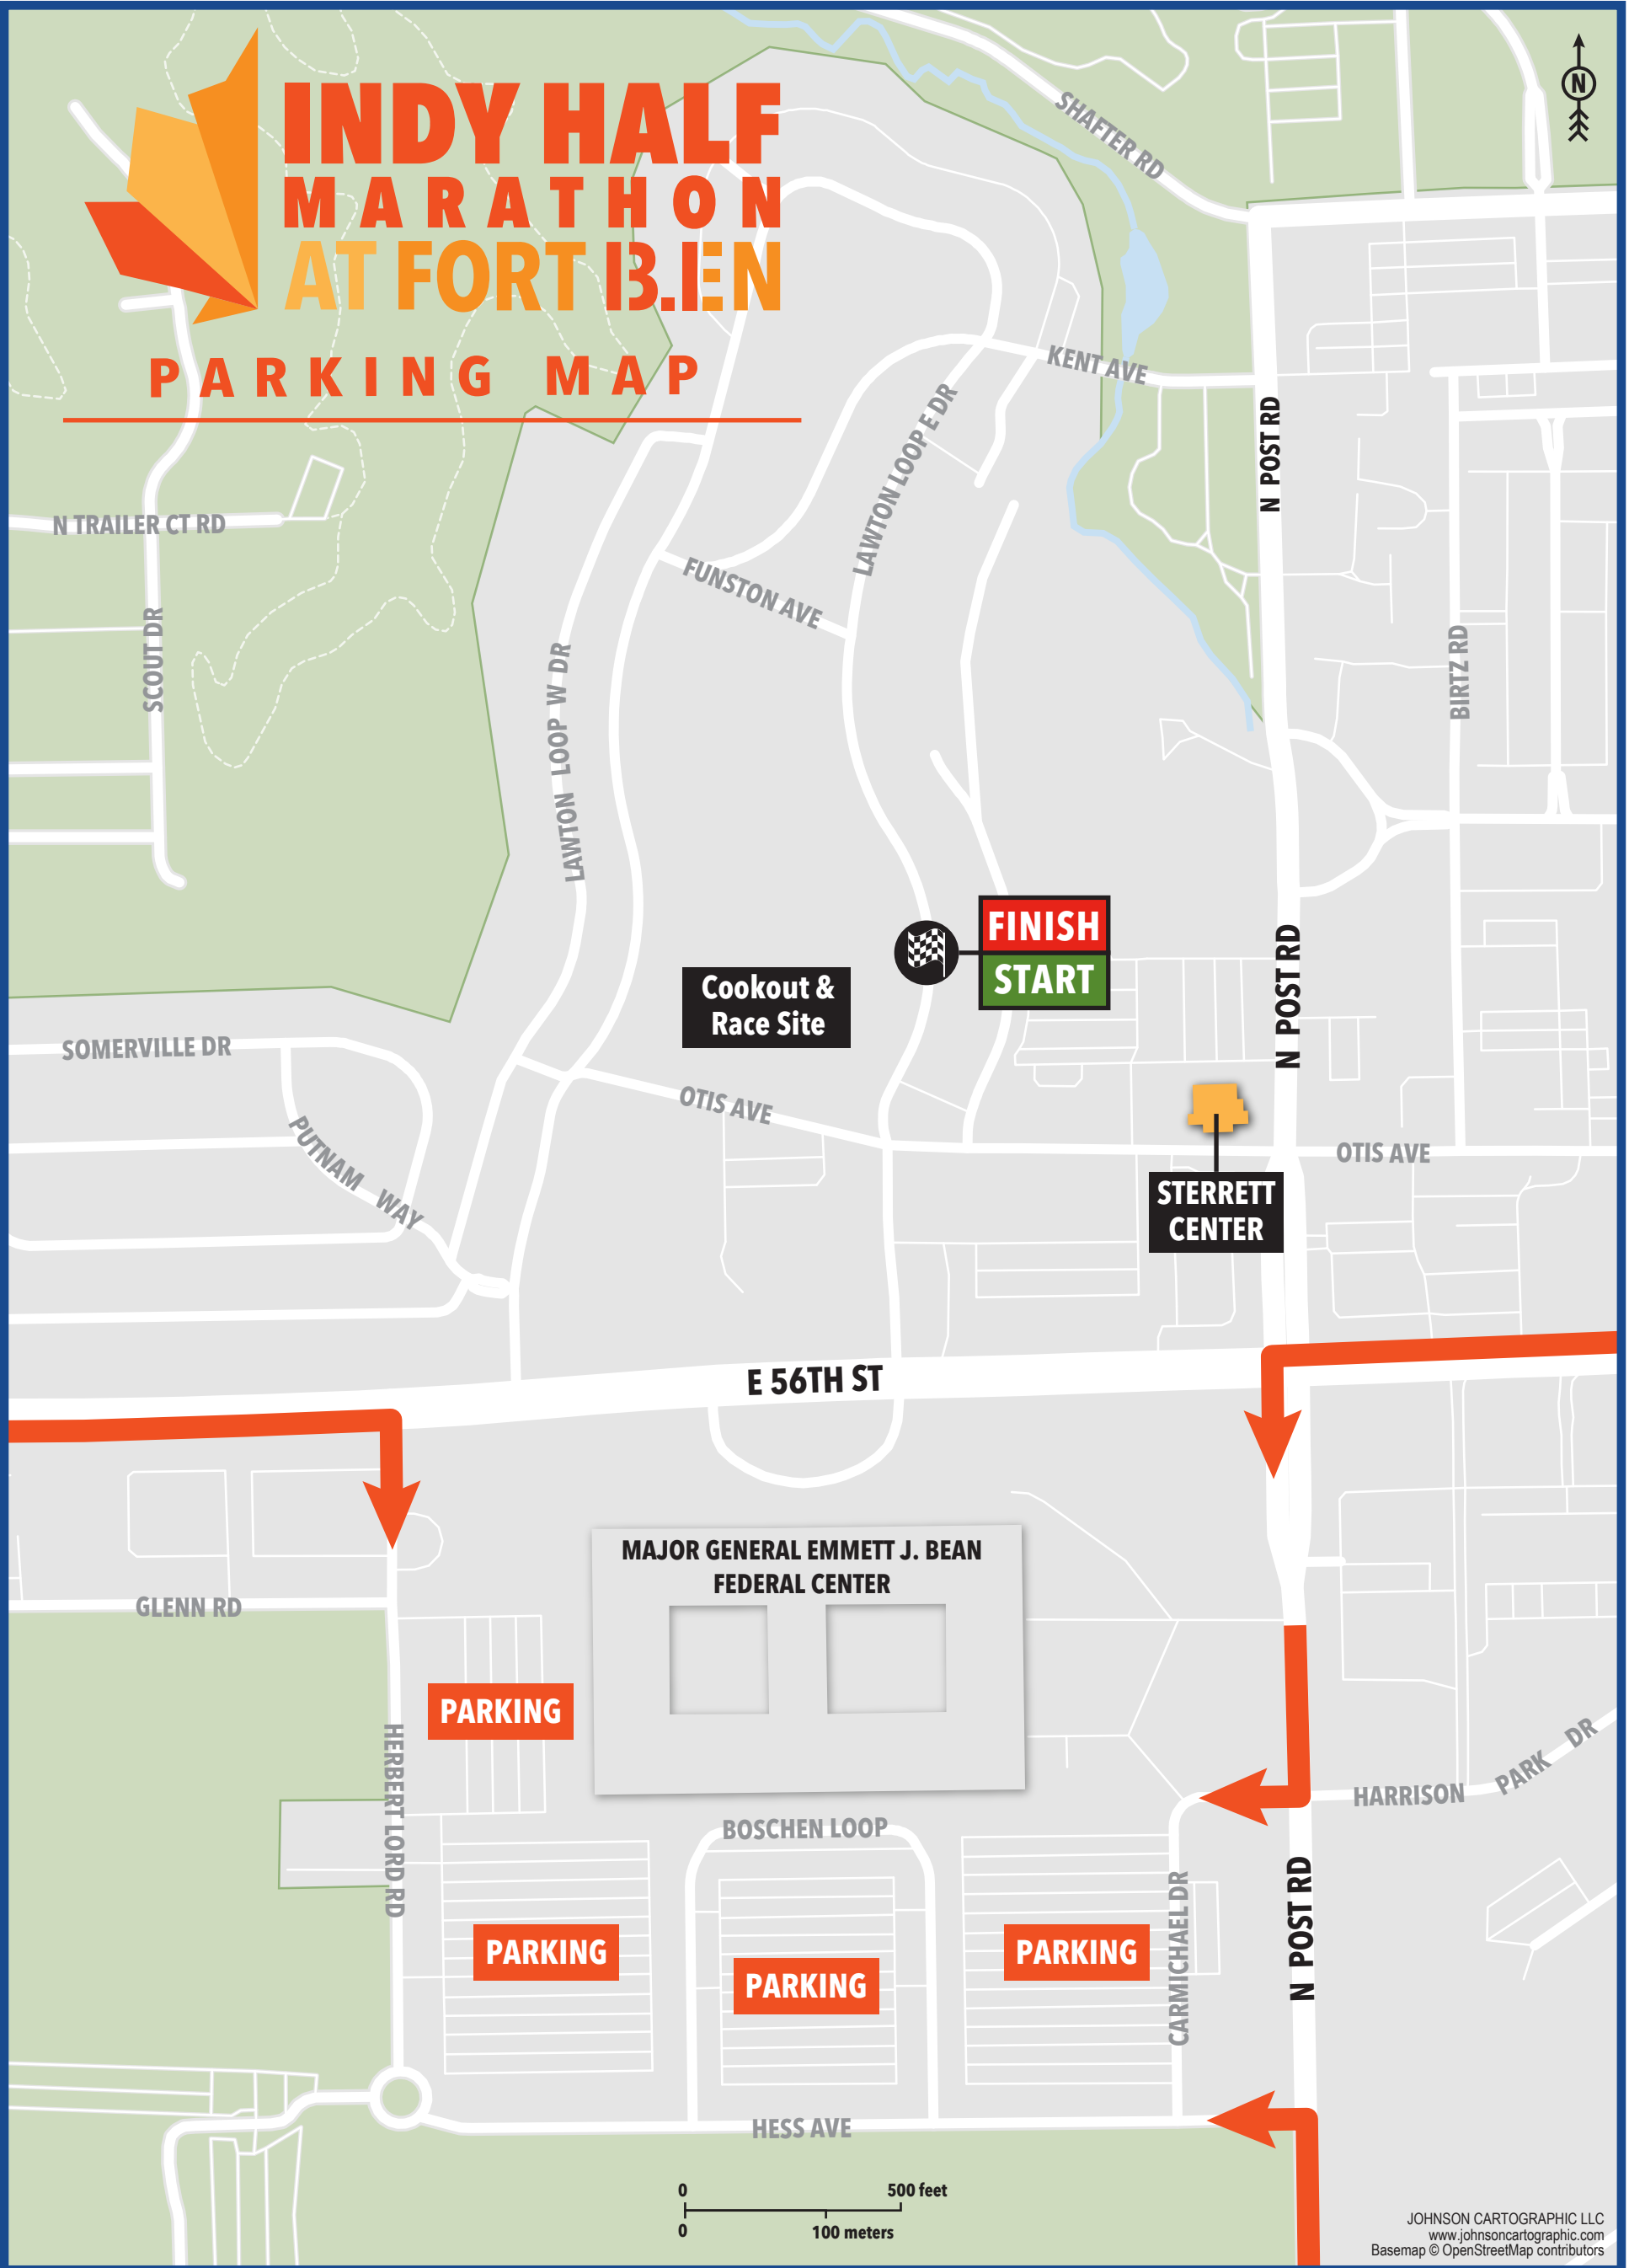 INDY HALF
MARATHON
AT FORT B.EN
PARKING MAP
N
SHAFTER RD
KENT AVE
N POST RD
LAWTON LOOP E DR
N TRAILER CT RD
FUNSTON AVE
SCOUT DR
LAWTON LOOP W DR
BIRTZ RD
FINISH
START
Cookout &
Race Site
N POST RD
SOMERVILLE DR
OTIS AVE
PUTNAM WAY
OTIS AVE
STERRETT
CENTER
E 56TH ST
MAJOR GENERAL EMMETT J. BEAN
FEDERAL CENTER
GLENN RD
PARKING
HERBERT LORD RD
HARRISON PARK DR
BOSCHEN LOOP
CARMICHAEL DR
N POST RD
PARKING
PARKING
PARKING
HESS AVE
0 500 feet
0 100 meters
JOHNSON CARTOGRAPHIC LLC
www.johnsoncartographic.com
Basemap © OpenStreetMap contributors